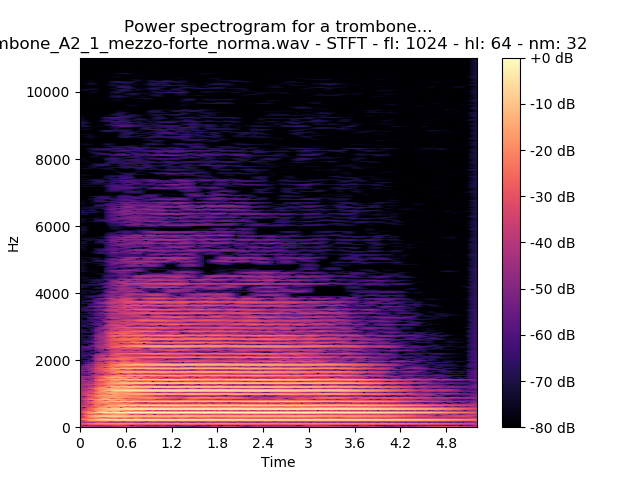 Power spectrogram for a trombone...
mbone_A2_1_mezzo-forte_norma.wav - STFT - fl: 1024 - hl: 64 - nm: 32
+0 dB
10000
-10 dB
8000
-20 dB
-30 dB
6000
Hz
-40 dB
4000
-50 dB
-60 dB
2000
-70 dB
0
-80 dB
0 0.6 1.2 1.8 2.4 3 3.6 4.2 4.8
Time